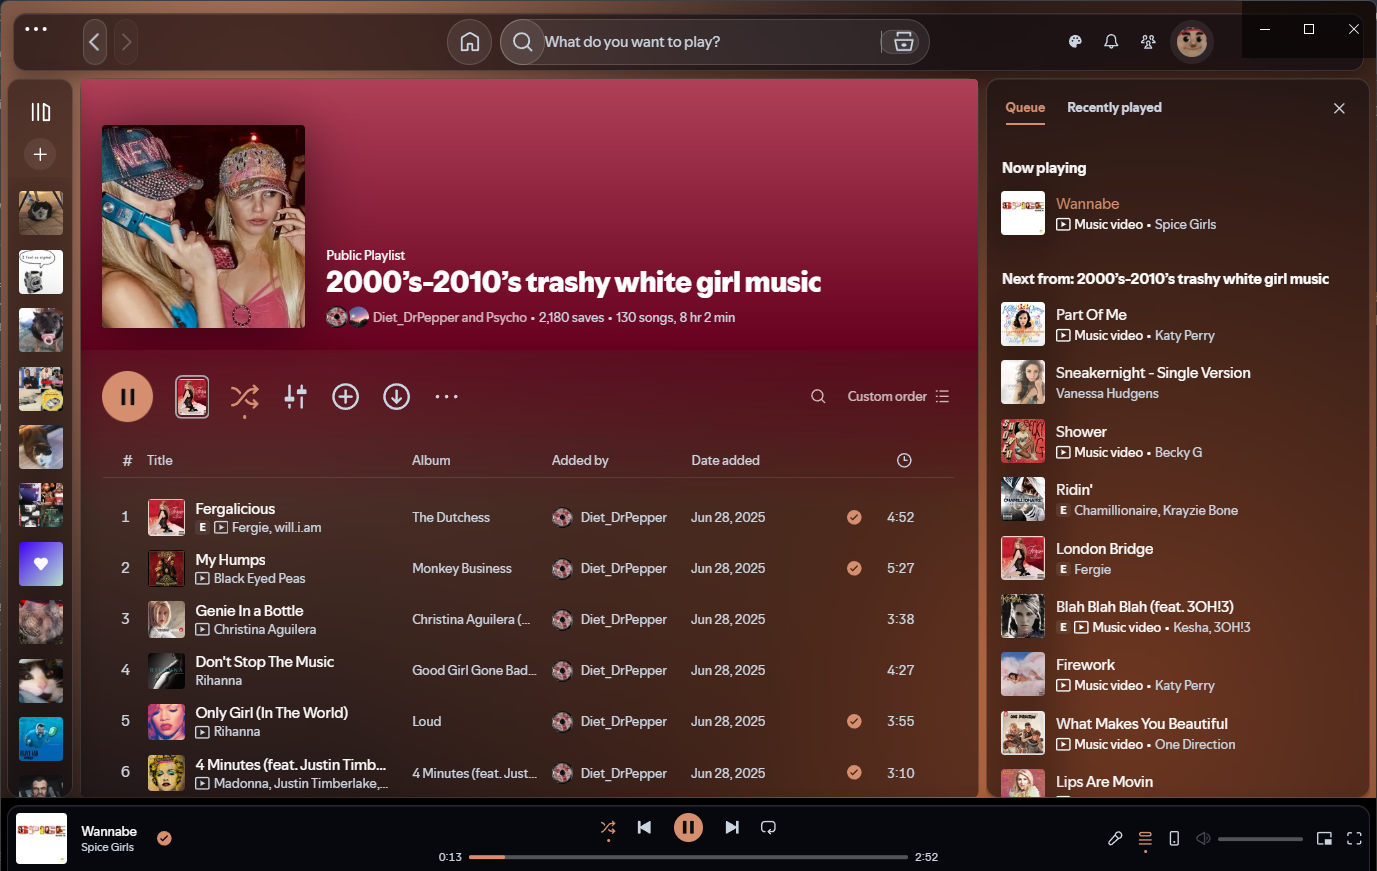 What do you want to play?
Public Playlist
2000's-2010's trashy white girl music
Diet_DrPepper and Psycho • 2,180 saves • 130 songs, 8 hr 2 min
NEW
Custom order
# Title Album Added by Date added
1 Fergalicious The Dutchess Diet_DrPepper Jun 28, 2025 4:52
E Fergie, will.i.am
2 My Humps Monkey Business Diet_DrPepper Jun 28, 2025 5:27
Black Eyed Peas
3 Genie In a Bottle Christina Aguilera (... Diet_DrPepper Jun 28, 2025 3:38
Christina Aguilera
4 Don't Stop The Music Good Girl Gone Bad... Diet_DrPepper Jun 28, 2025 4:27
Rihanna
5 Only Girl (In The World) Loud Diet_DrPepper Jun 28, 2025 3:55
Rihanna
6 4 Minutes (feat. Justin Timb... 4 Minutes (feat. Just... Diet_DrPepper Jun 28, 2025 3:10
Madonna, Justin Timberlake,...
Queue Recently played
Now playing
Wannabe
Music video • Spice Girls
Next from: 2000's-2010's trashy white girl music
Part Of Me
Music video • Katy Perry
Sneakernight - Single Version
Vanessa Hudgens
Shower
Music video • Becky G
Ridin'
E Chamillionaire, Krayzie Bone
London Bridge
E Fergie
Blah Blah Blah (feat. 3OH!3)
E Music video • Kesha, 3OH!3
Firework
Music video • Katy Perry
What Makes You Beautiful
Music video • One Direction
Lips Are Movin
Wannabe
Spice Girls
0:13 2:52